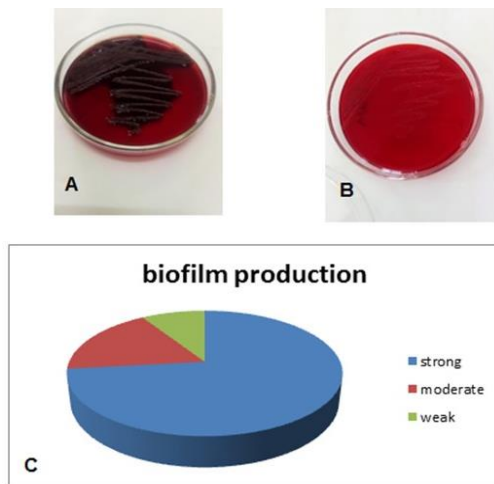 A
B
biofilm production
strong
moderate
weak
C